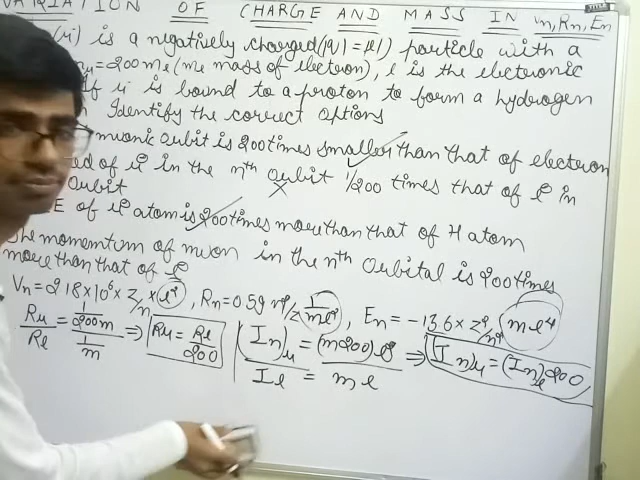 VARIATION OF CHARGE AND MASS IN Vn, Rn, En
(μ⁻) is a negatively charged (|q| = |e|) particle with a
mμ = 200 me (me mass of electron), e is the electronic
If μ⁻ is bound to a proton to form a hydrogen
Identify the correct options
muonic orbit is 200 times smaller than that of electron
ed of μ⁻ in the nth Orbit 1/200 times that of e⁻ in
Orbit
E of μ⁻ atom is 200 times more than that of H atom
The momentum of muon in the nth Orbital is 200 times
more than that of e⁻
Vn = 2.18 × 10⁶ × Z/n × e² , Rn = 0.59 n²/Z 1/me² , En = -13.6 × Z²/n² me⁴
Rμ/Re = 1/200m / 1/m ⇒ Rμ = Re/200 In)μ / Ie = (m200)e / me ⇒ (In)μ = (In)e 200